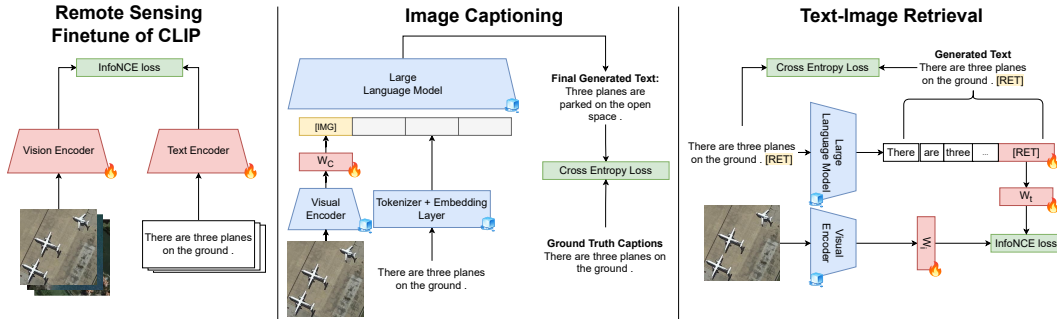 Remote Sensing
Finetune of CLIP
InfoNCE loss
Vision Encoder
Text Encoder
There are three planes
on the ground .
Image Captioning
Large
Language Model
[IMG]
W_C
Visual
Encoder
Tokenizer + Embedding
Layer
There are three planes
on the ground .
Final Generated Text:
Three planes are
parked on the open
space .
Cross Entropy Loss
Ground Truth Captions
There are three planes on
the ground .
Text-Image Retrieval
Cross Entropy Loss
Generated Text
There are three planes
on the ground . [RET]
There are three planes
on the ground . [RET]
Large
Language Model
There are three ... [RET]
W_t
Visual
Encoder
W_i
InfoNCE loss